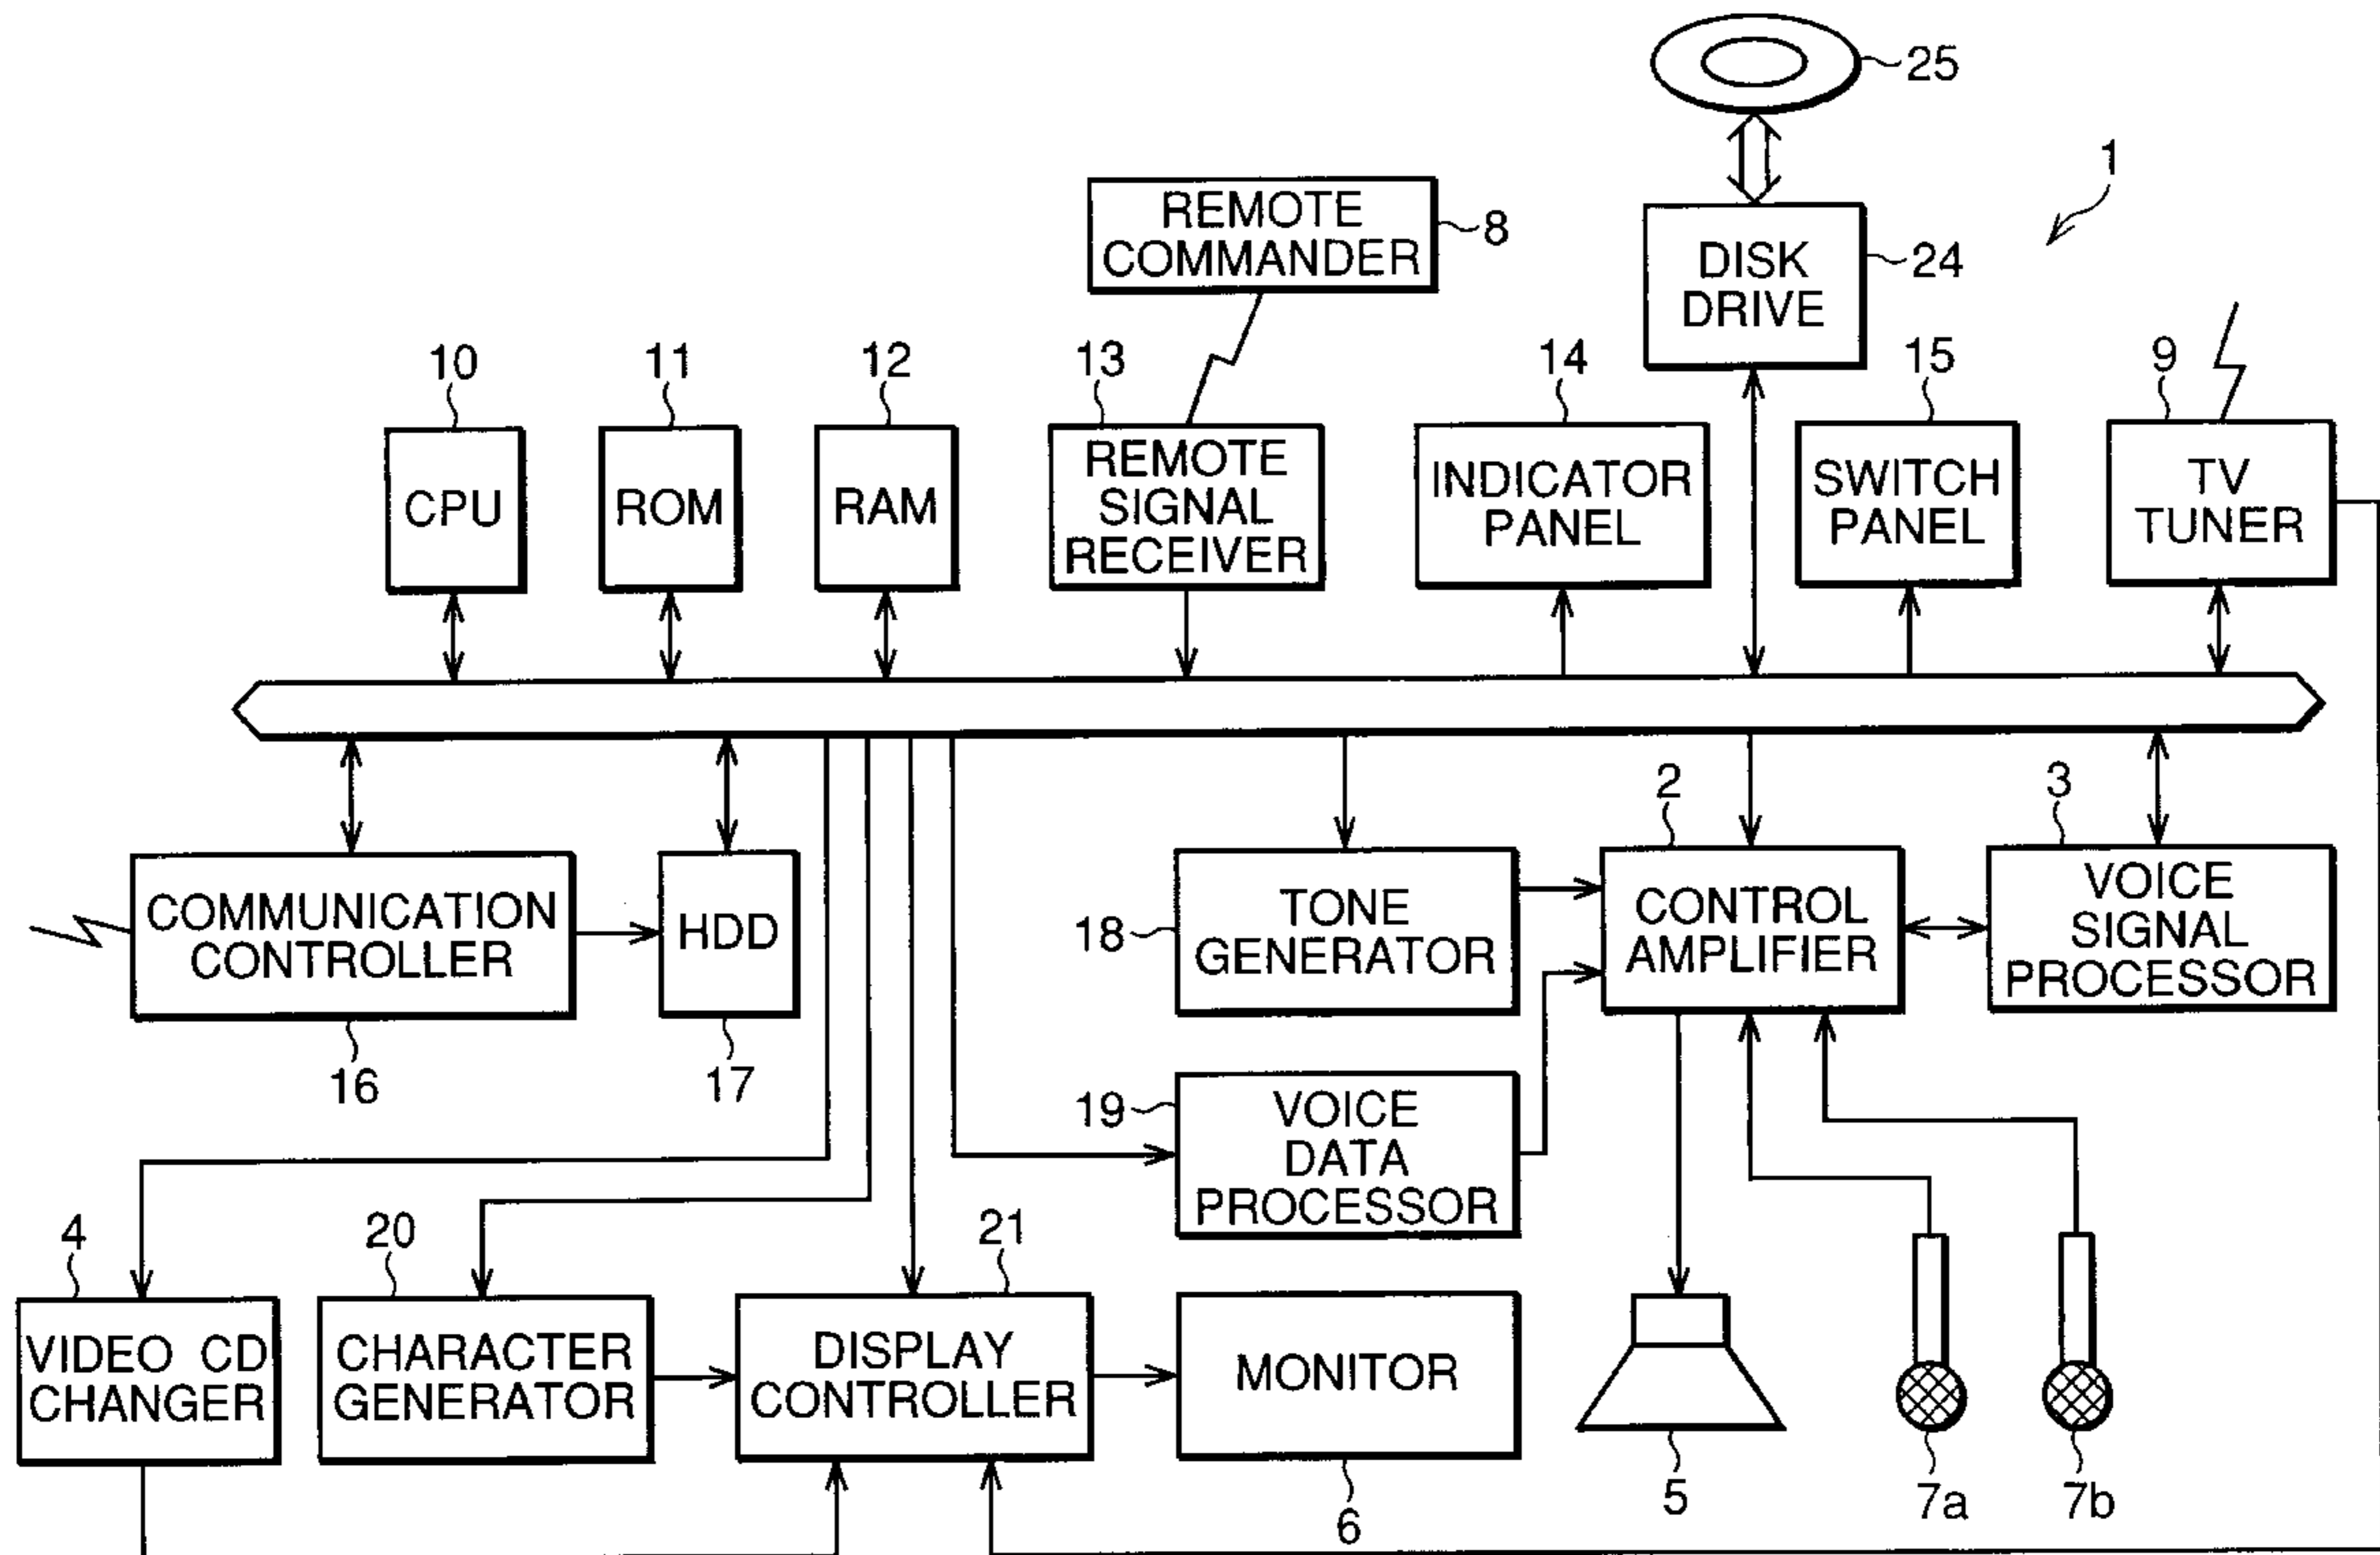 25
1
REMOTE
COMMANDER
8
DISK
DRIVE
24
10
11
12
13
14
15
9
CPU
ROM
RAM
REMOTE
SIGNAL
RECEIVER
INDICATOR
PANEL
SWITCH
PANEL
TV
TUNER
2
3
COMMUNICATION
CONTROLLER
HDD
18
TONE
GENERATOR
CONTROL
AMPLIFIER
VOICE
SIGNAL
PROCESSOR
16
17
19
VOICE
DATA
PROCESSOR
4
20
21
VIDEO CD
CHANGER
CHARACTER
GENERATOR
DISPLAY
CONTROLLER
MONITOR
5
7a
7b
6